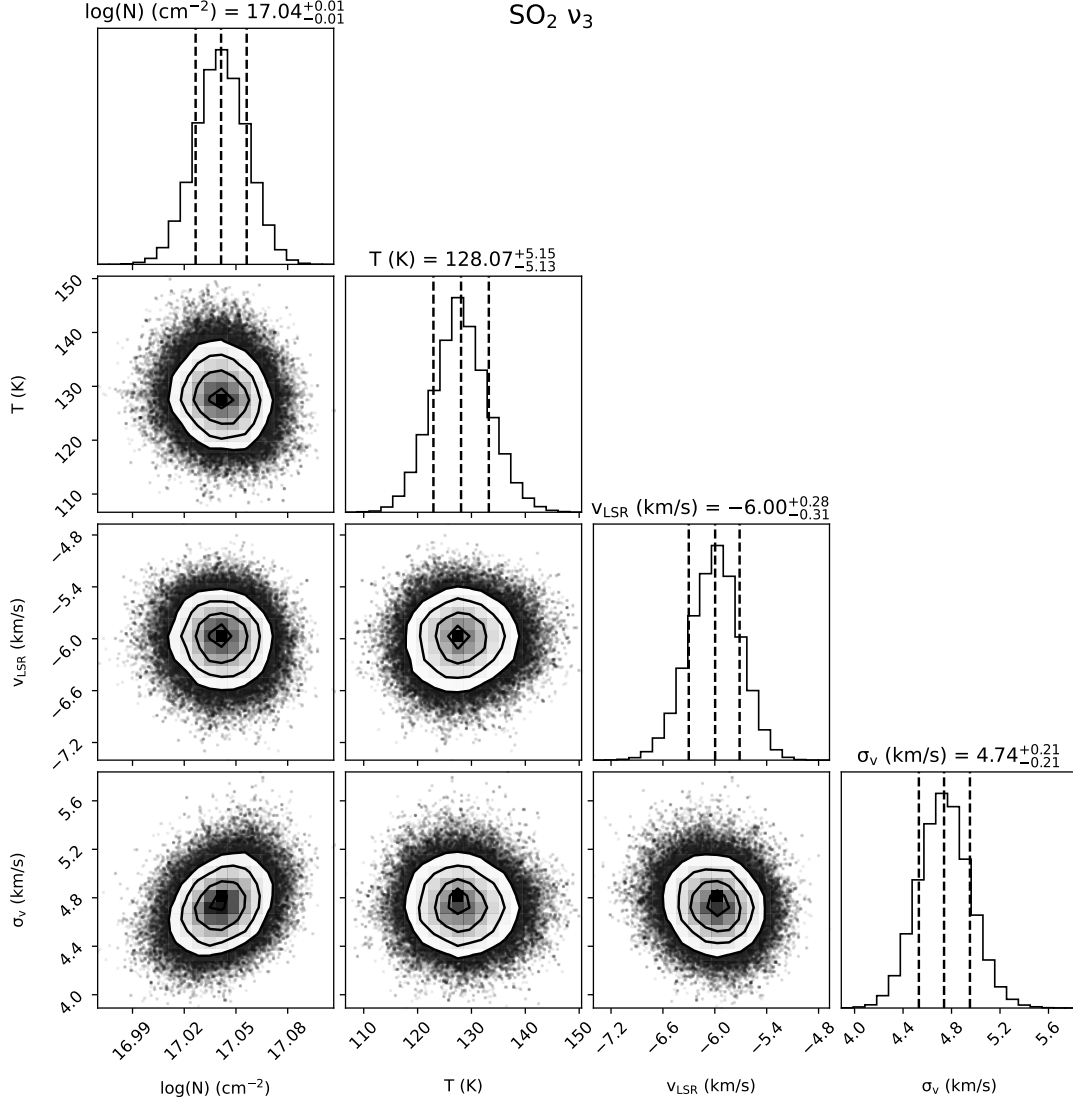 SO₂ ν₃
log(N) (cm⁻²) = 17.04⁺⁰·⁰¹₋₀.₀₁
T (K) = 128.07⁺⁵·¹⁵₋₅.₁₃
150
140
130
120
110
T (K)
v_LSR (km/s) = −6.00⁺⁰·²⁸₋₀.₃₁
−4.8
−5.4
−6.0
−6.6
−7.2
v_LSR (km/s)
σᵥ (km/s) = 4.74⁺⁰·²¹₋₀.₂₁
5.6
5.2
4.8
4.4
4.0
σᵥ (km/s)
16.99 17.02 17.05 17.08 110 120 130 140 150 −7.2 −6.6 −6.0 −5.4 −4.8 4.0 4.4 4.8 5.2 5.6
log(N) (cm⁻²) T (K) v_LSR (km/s) σᵥ (km/s)